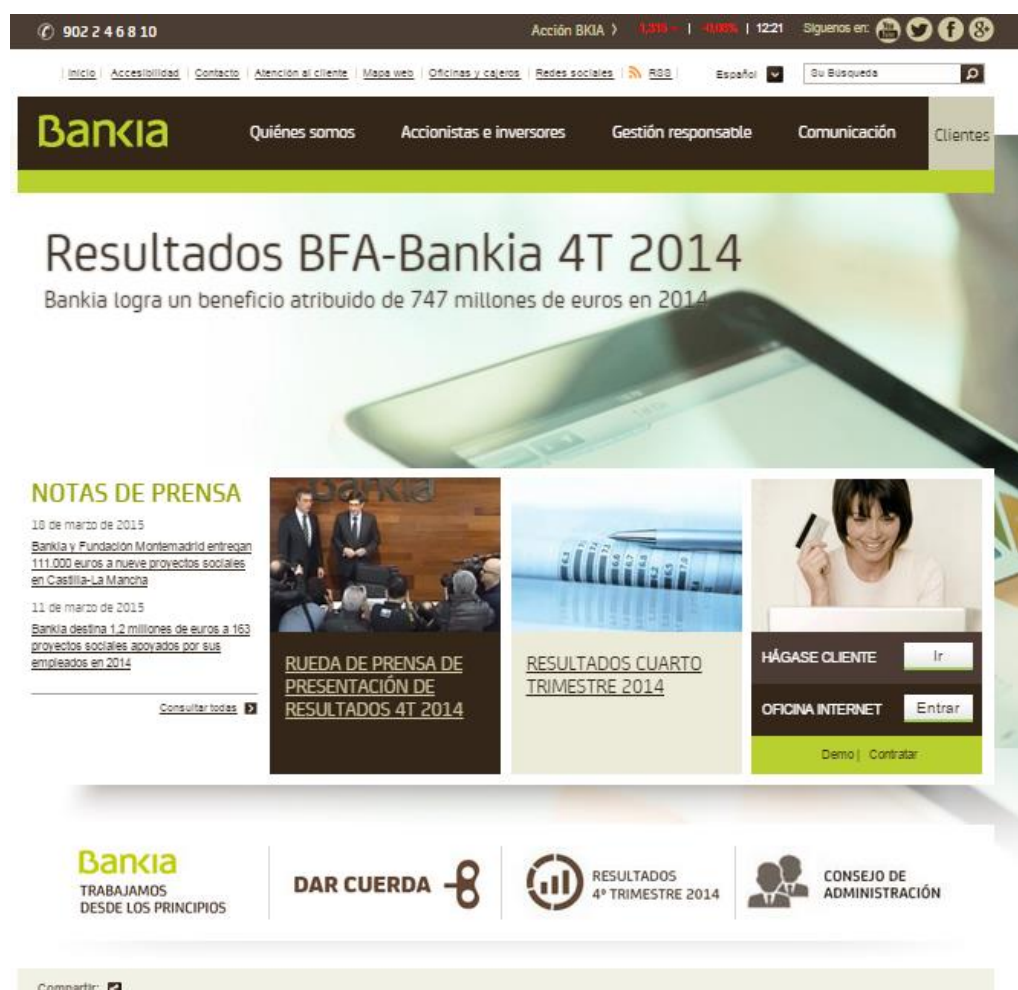 902 2 4 6 8 10
Acción BKIA
1,315
-0,08%
12:21
Síguenos en:
Inicio | Accesibilidad | Contacto | Atención al cliente | Mapa web | Oficinas y cajeros | Redes sociales | RSS |
Español
Su Búsqueda
Bankia
Quiénes somos
Accionistas e inversores
Gestión responsable
Comunicación
Clientes
Resultados BFA-Bankia 4T 2014
Bankia logra un beneficio atribuido de 747 millones de euros en 2014
NOTAS DE PRENSA
18 de marzo de 2015
Bankia y Fundación Montemadrid entregan
111.000 euros a nueve proyectos sociales
en Castilla-La Mancha
11 de marzo de 2015
Bankia destina 1,2 millones de euros a 163
proyectos sociales apoyados por sus
empleados en 2014
Consultar todas
Bankia
RUEDA DE PRENSA DE
PRESENTACIÓN DE
RESULTADOS 4T 2014
RESULTADOS CUARTO
TRIMESTRE 2014
HÁGASE CLIENTE
Ir
OFICINA INTERNET
Entrar
Demo | Contratar
Bankia
TRABAJAMOS
DESDE LOS PRINCIPIOS
DAR CUERDA
RESULTADOS
4º TRIMESTRE 2014
CONSEJO DE
ADMINISTRACIÓN
Compartir: